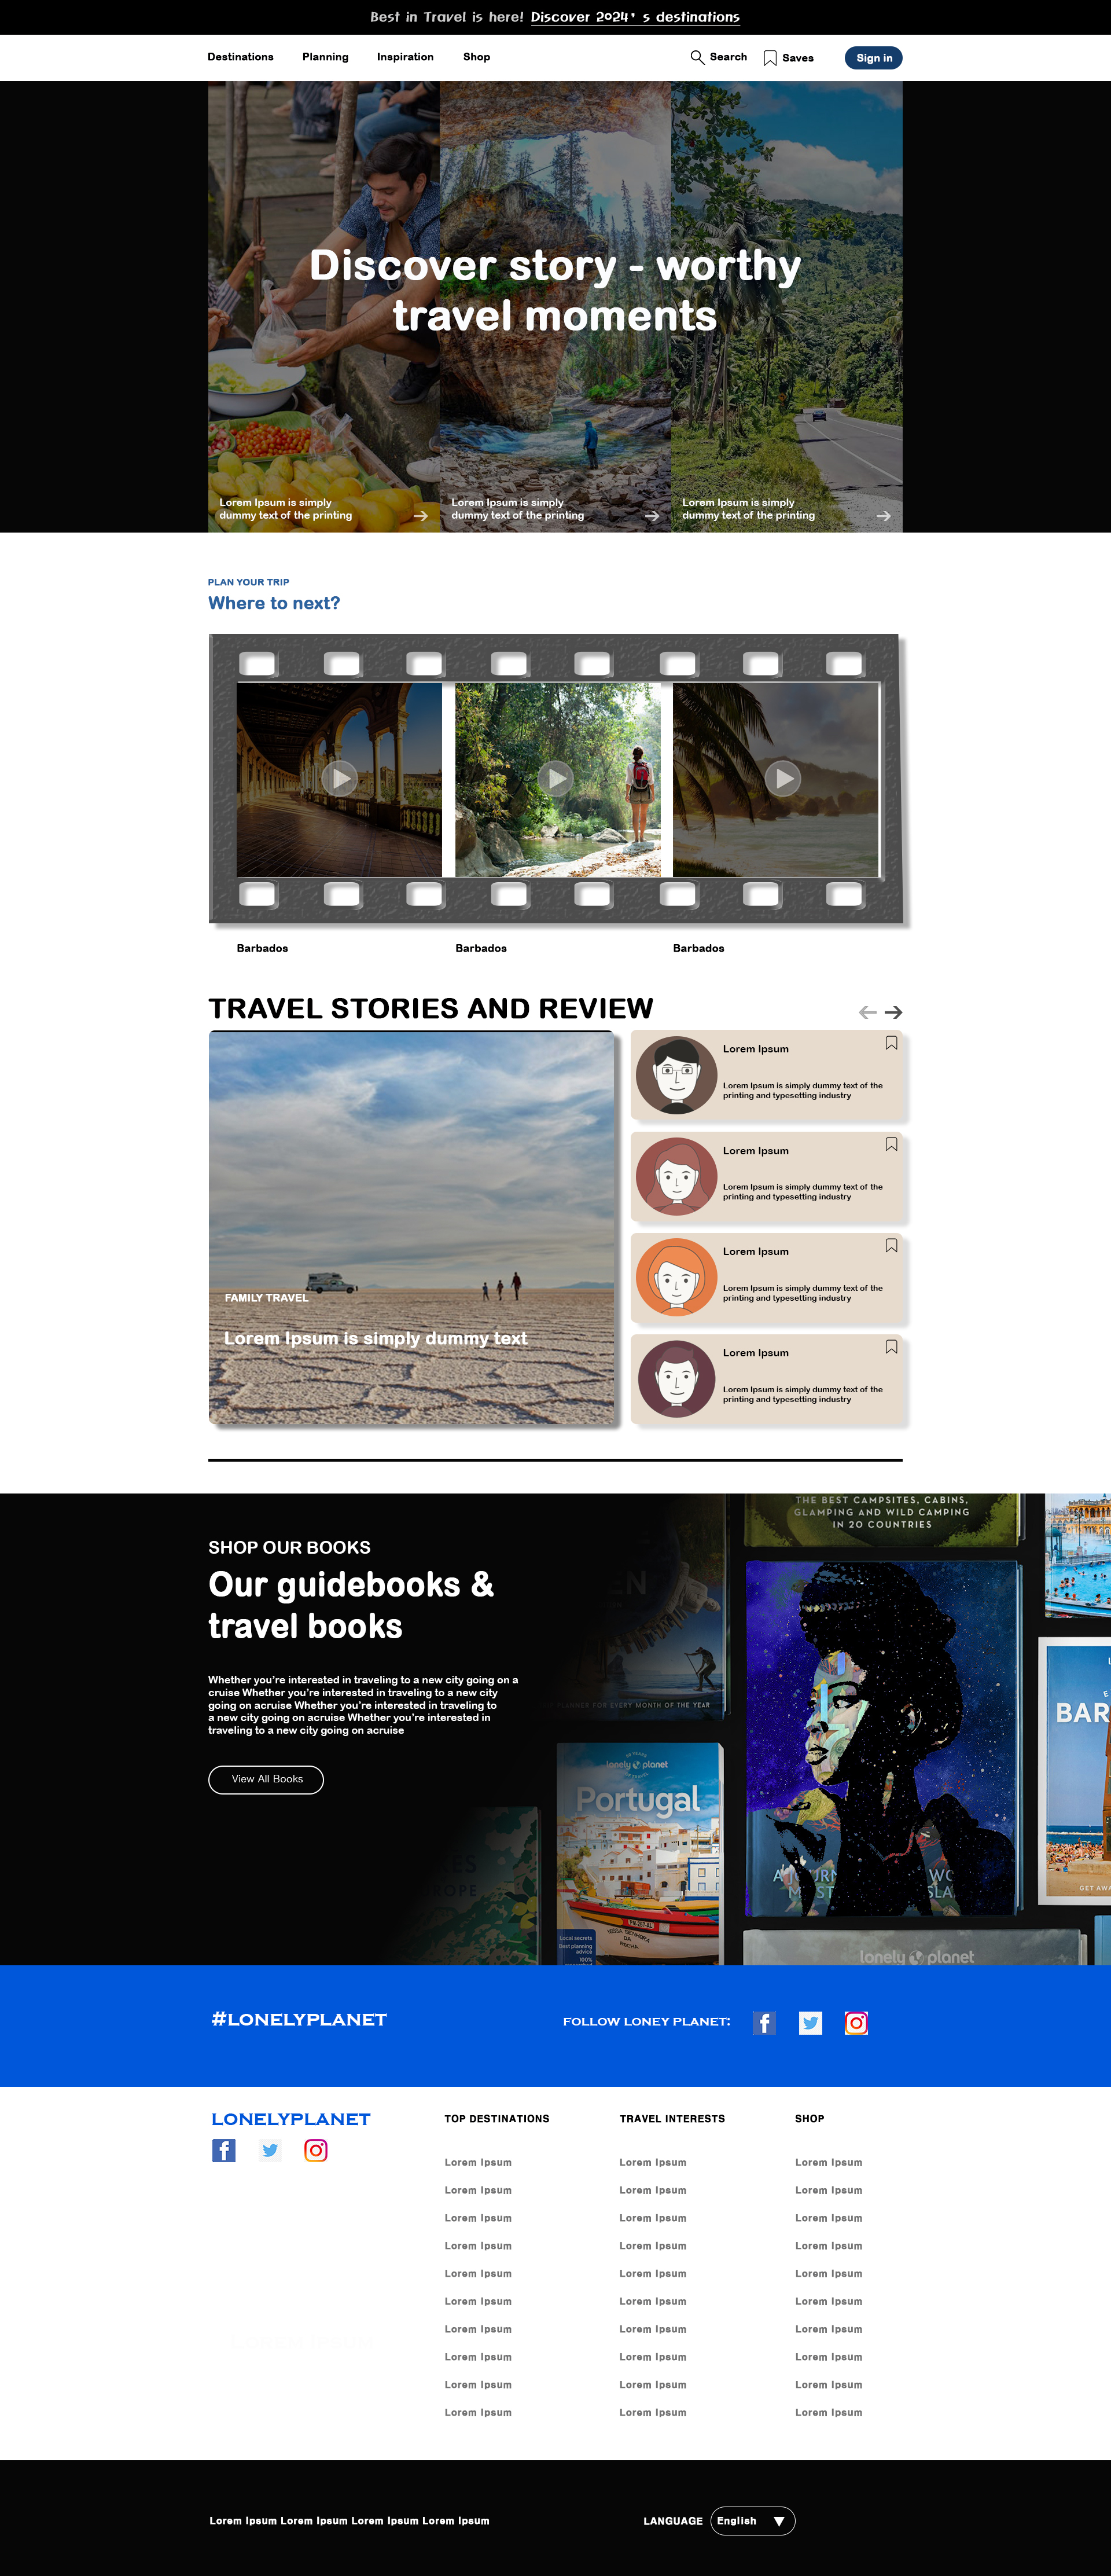 Best in Travel is here! Discover 2024's destinations
Destinations Planning Inspiration Shop Search Saves Sign in
Discover story - worthy
travel moments
Lorem Ipsum is simply
dummy text of the printing
Lorem Ipsum is simply
dummy text of the printing
Lorem Ipsum is simply
dummy text of the printing
PLAN YOUR TRIP
Where to next?
Barbados
Barbados
Barbados
TRAVEL STORIES AND REVIEW
FAMILY TRAVEL
Lorem Ipsum is simply dummy text
Lorem Ipsum
Lorem Ipsum is simply dummy text of the
printing and typesetting industry
Lorem Ipsum
Lorem Ipsum is simply dummy text of the
printing and typesetting industry
Lorem Ipsum
Lorem Ipsum is simply dummy text of the
printing and typesetting industry
Lorem Ipsum
Lorem Ipsum is simply dummy text of the
printing and typesetting industry
SHOP OUR BOOKS
Our guidebooks &
travel books
Whether you're interested in traveling to a new city going on a
cruise Whether you're interested in traveling to a new city
going on acruise Whether you're interested in traveling to
a new city going on acruise Whether you're interested in
traveling to a new city going on acruise
View All Books
THE BEST CAMPSITES, CABINS,
GLAMPING AND WILD CAMPING
IN 20 COUNTRIES
PLANNER FOR EVERY MONTH OF THE YEAR
lonely planet
Portugal
Local secrets
Best planning
advice
100%
BAR
GET AWA
lonely planet
#LONELYPLANET
FOLLOW LONEY PLANET:
LONELYPLANET
TOP DESTINATIONS
Lorem Ipsum
Lorem Ipsum
Lorem Ipsum
Lorem Ipsum
Lorem Ipsum
Lorem Ipsum
Lorem Ipsum
Lorem Ipsum
Lorem Ipsum
Lorem Ipsum
TRAVEL INTERESTS
Lorem Ipsum
Lorem Ipsum
Lorem Ipsum
Lorem Ipsum
Lorem Ipsum
Lorem Ipsum
Lorem Ipsum
Lorem Ipsum
Lorem Ipsum
Lorem Ipsum
SHOP
Lorem Ipsum
Lorem Ipsum
Lorem Ipsum
Lorem Ipsum
Lorem Ipsum
Lorem Ipsum
Lorem Ipsum
Lorem Ipsum
Lorem Ipsum
Lorem Ipsum
Lorem Ipsum Lorem Ipsum Lorem Ipsum Lorem Ipsum
LANGUAGE English